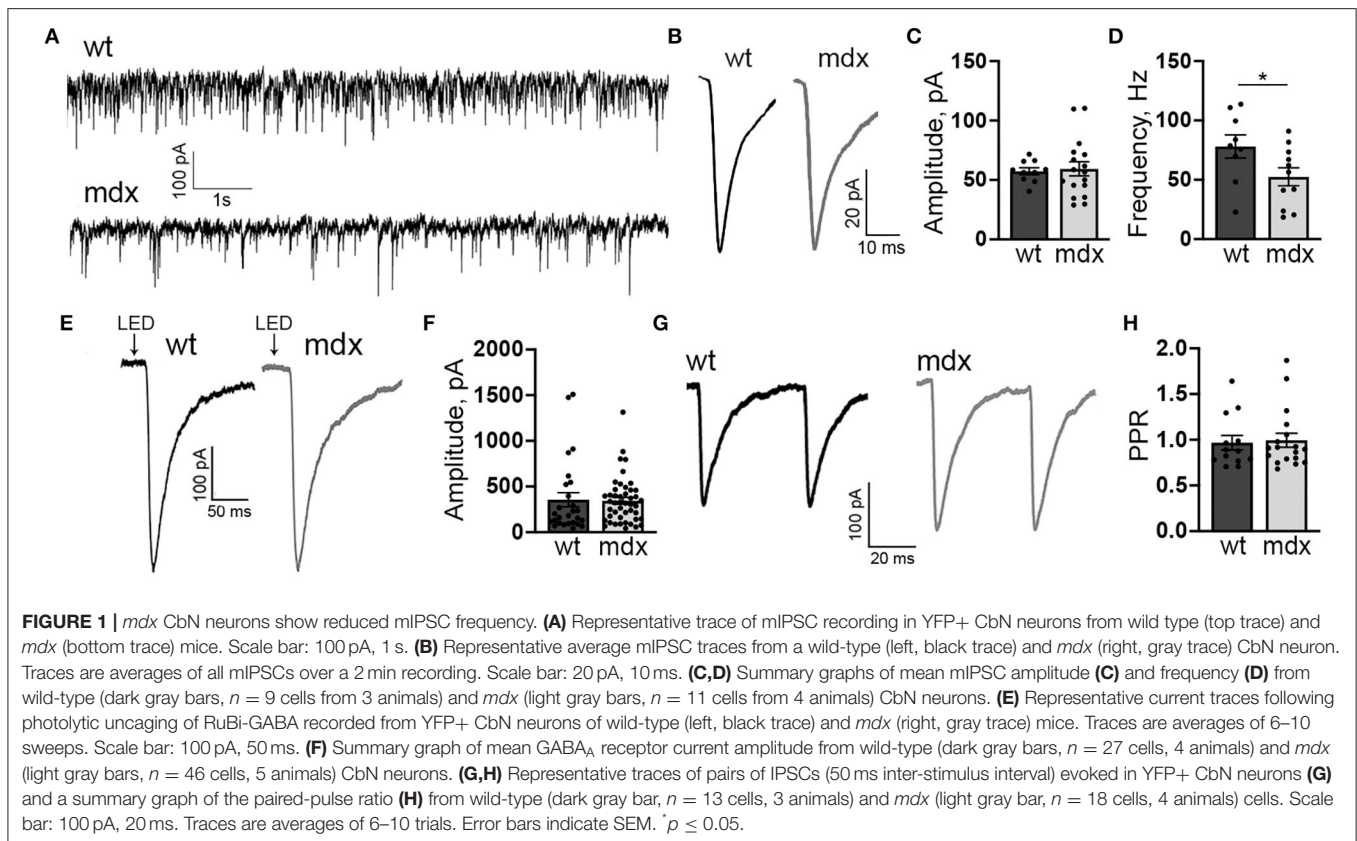 A
wt
100 pA
1s
mdx
B
wt
mdx
20 pA
10 ms
C
Amplitude, pA
150
100
50
0
wt mdx
D
Frequency, Hz
150
100
50
0
*
wt mdx
E
LED
wt
LED
mdx
100 pA
50 ms
F
Amplitude, pA
2000
1500
1000
500
0
wt mdx
G
wt
mdx
100 pA
20 ms
H
PPR
2.0
1.5
1.0
0.5
0.0
wt mdx
FIGURE 1 | mdx CbN neurons show reduced mIPSC frequency. (A) Representative trace of mIPSC recording in YFP+ CbN neurons from wild type (top trace) and
mdx (bottom trace) mice. Scale bar: 100 pA, 1 s. (B) Representative average mIPSC traces from a wild-type (left, black trace) and mdx (right, gray trace) CbN neuron.
Traces are averages of all mIPSCs over a 2 min recording. Scale bar: 20 pA, 10 ms. (C,D) Summary graphs of mean mIPSC amplitude (C) and frequency (D) from
wild-type (dark gray bars, n = 9 cells from 3 animals) and mdx (light gray bars, n = 11 cells from 4 animals) CbN neurons. (E) Representative current traces following
photolytic uncaging of RuBi-GABA recorded from YFP+ CbN neurons of wild-type (left, black trace) and mdx (right, gray trace) mice. Traces are averages of 6–10
sweeps. Scale bar: 100 pA, 50 ms. (F) Summary graph of mean GABAA receptor current amplitude from wild-type (dark gray bars, n = 27 cells, 4 animals) and mdx
(light gray bars, n = 46 cells, 5 animals) CbN neurons. (G,H) Representative traces of pairs of IPSCs (50 ms inter-stimulus interval) evoked in YFP+ CbN neurons (G)
and a summary graph of the paired-pulse ratio (H) from wild-type (dark gray bar, n = 13 cells, 3 animals) and mdx (light gray bar, n = 18 cells, 4 animals) cells. Scale
bar: 100 pA, 20 ms. Traces are averages of 6–10 trials. Error bars indicate SEM. *p ≤ 0.05.